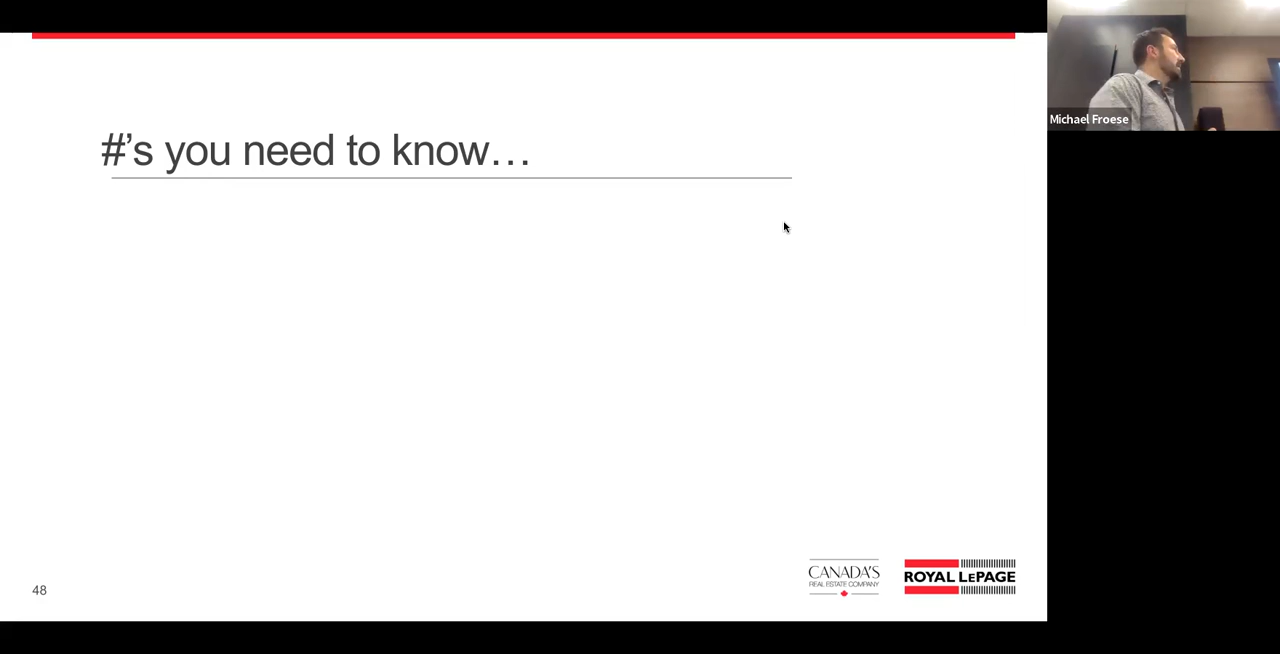 #’s you need to know…
Michael Froese
48
CANADA'S
REAL ESTATE COMPANY
ROYAL LEPAGE